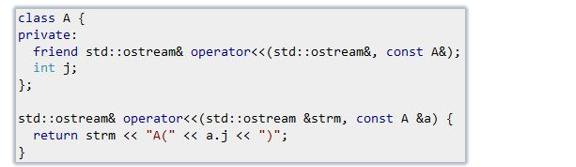 class A {
private:
  friend std::ostream& operator<<(std::ostream&, const A&);
  int j;
};

std::ostream& operator<<(std::ostream &strm, const A &a) {
  return strm << "A(" << a.j << ")";
}